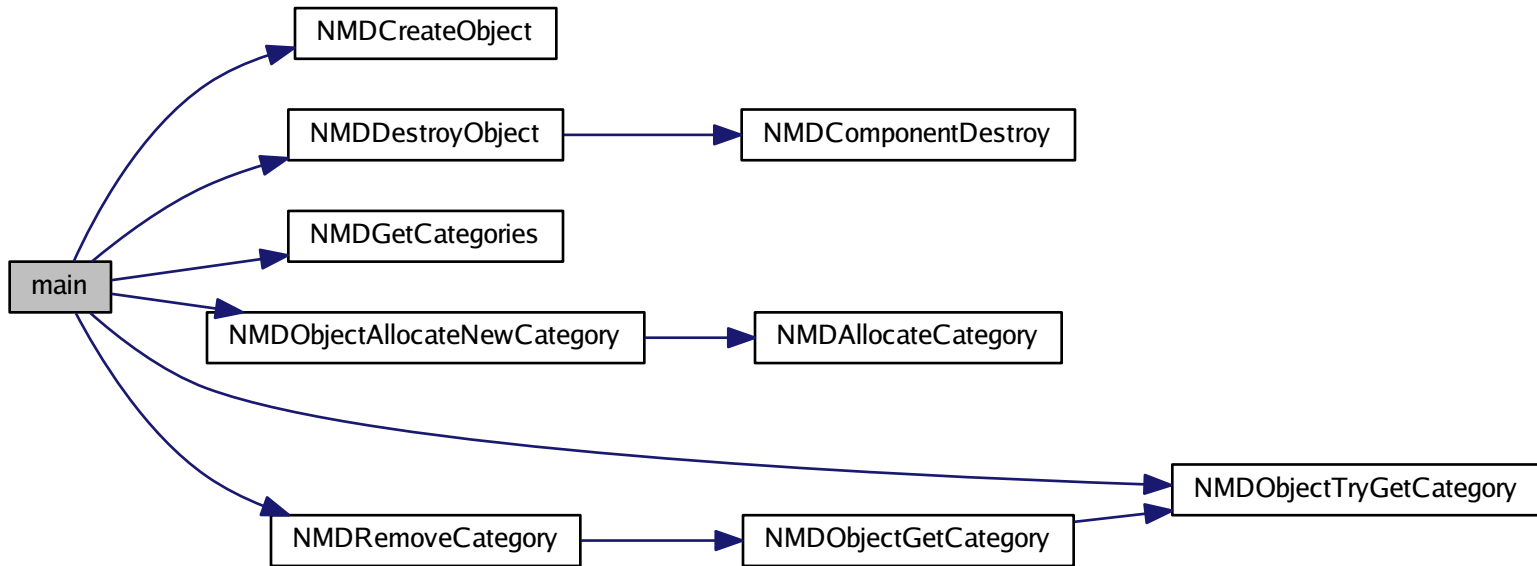 NMDCreateObject
NMDDestroyObject
NMDComponentDestroy
NMDGetCategories
main
NMDObjectAllocateNewCategory
NMDAllocateCategory
NMDObjectTryGetCategory
NMDRemoveCategory
NMDObjectGetCategory